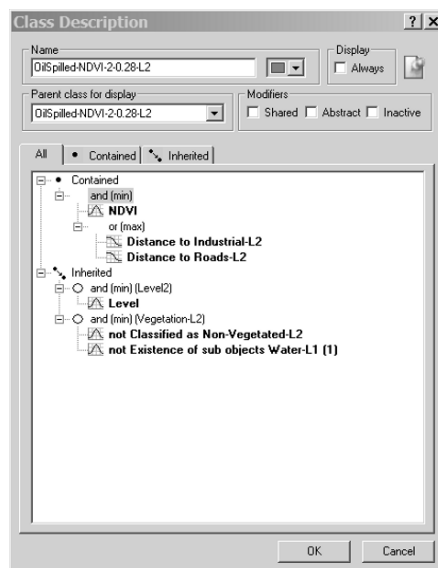 Class Description
? X
Name
OilSpilled-NDVI-2-0.28-L2
Display
Always
Parent class for display
OilSpilled-NDVI-2-0.28-L2
Modifiers
Shared Abstract Inactive
All • Contained Inherited
• Contained
and (min)
NDVI
or (max)
Distance to Industrial-L2
Distance to Roads-L2
Inherited
and (min) (Level2)
Level
and (min) (Vegetation-L2)
not Classified as Non-Vegetated-L2
not Existence of sub objects Water-L1 (1)
OK Cancel